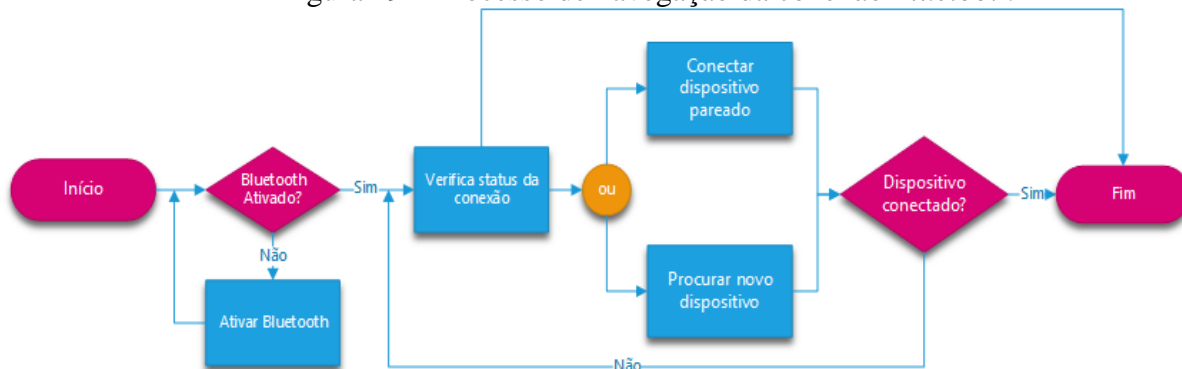 Conectar
dispositivo
pareado
Início
Bluetooth
Ativado?
Sim
Verifica status da
conexão
ou
Dispositivo
conectado?
Sim
Fim
Não
Ativar Bluetooth
Procurar novo
dispositivo
Não